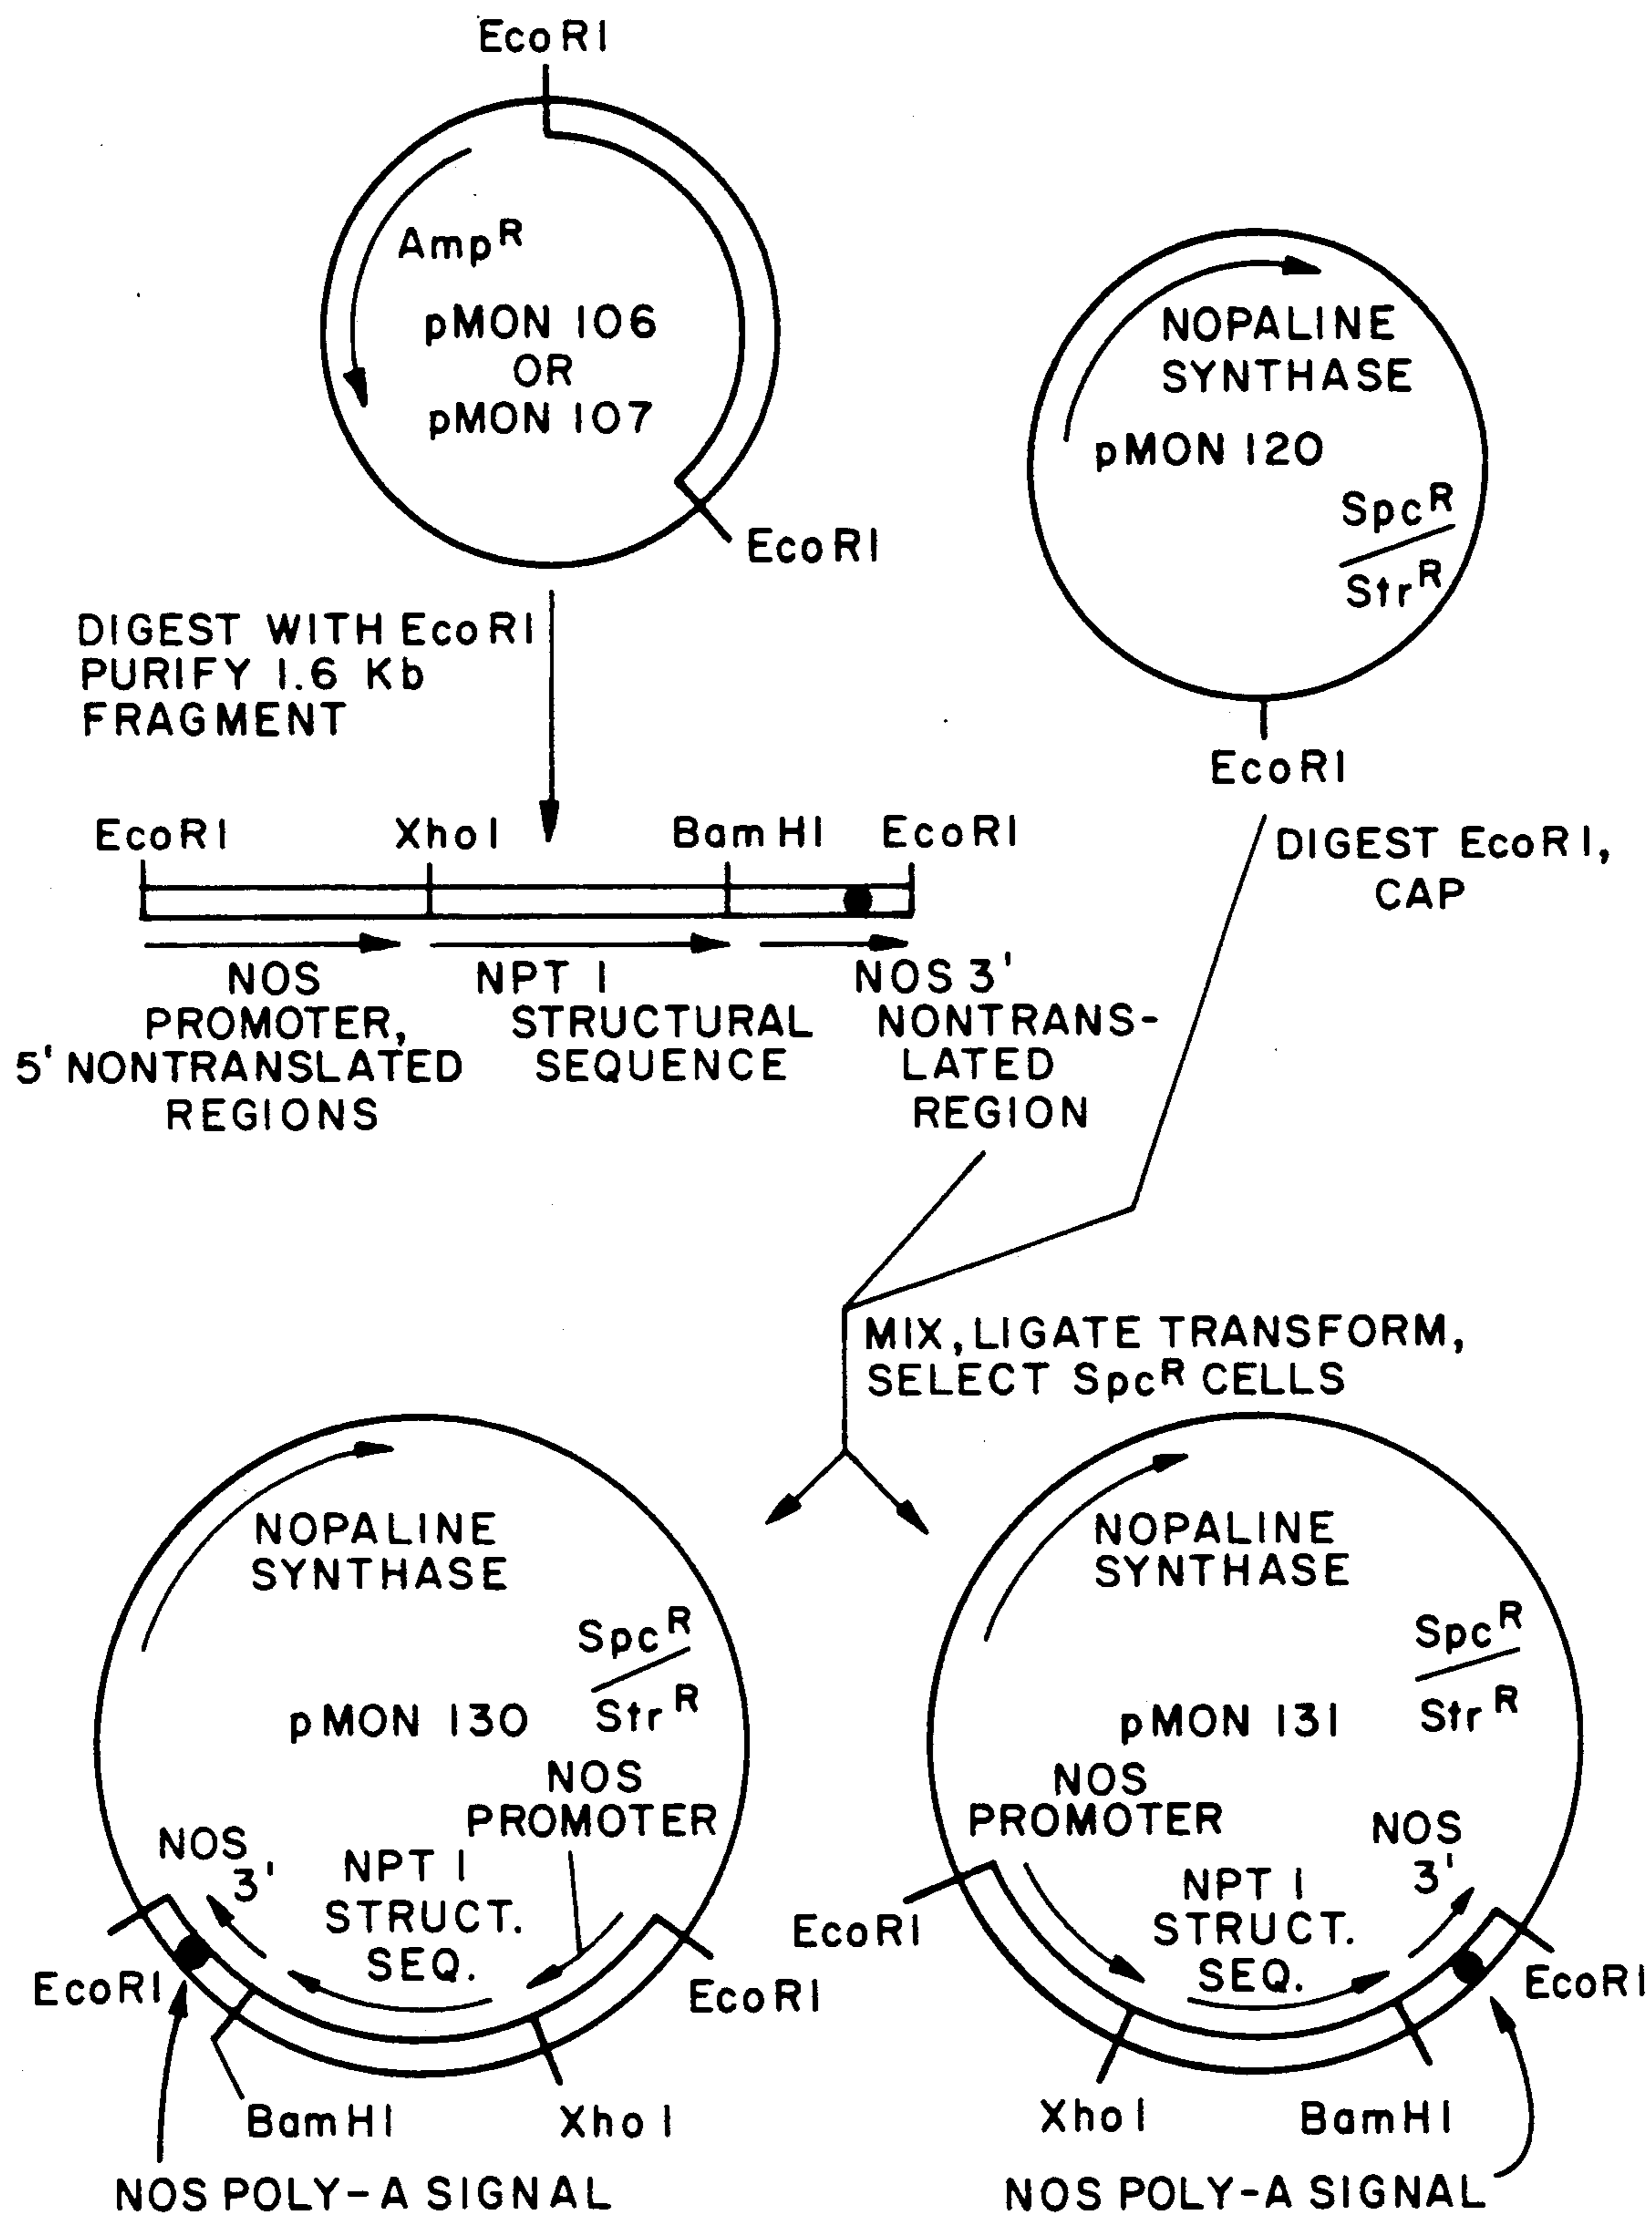 EcoRI
AmpR
pMON 106
OR
pMON 107
EcoRI
NOPALINE
SYNTHASE
pMON 120
SpcR
StrR
EcoRI
DIGEST WITH EcoRI
PURIFY 1.6 Kb
FRAGMENT
DIGEST EcoRI,
CAP
EcoRI XhoI BamHI EcoRI
NOS
PROMOTER,
5' NONTRANSLATED
REGIONS
NPT I
STRUCTURAL
SEQUENCE
NOS 3'
NONTRANS-
LATED
REGION
MIX, LIGATE TRANSFORM,
SELECT SpcR CELLS
NOPALINE
SYNTHASE
SpcR
StrR
pMON 130
NOS
PROMOTER
NOS
3'
NPT I
STRUCT.
SEQ.
EcoRI
EcoRI
BamHI
XhoI
NOS POLY-A SIGNAL
NOPALINE
SYNTHASE
SpcR
StrR
pMON 131
NOS
PROMOTER
NOS
3'
NPT I
STRUCT.
SEQ.
EcoRI
EcoRI
XhoI
BamHI
NOS POLY-A SIGNAL